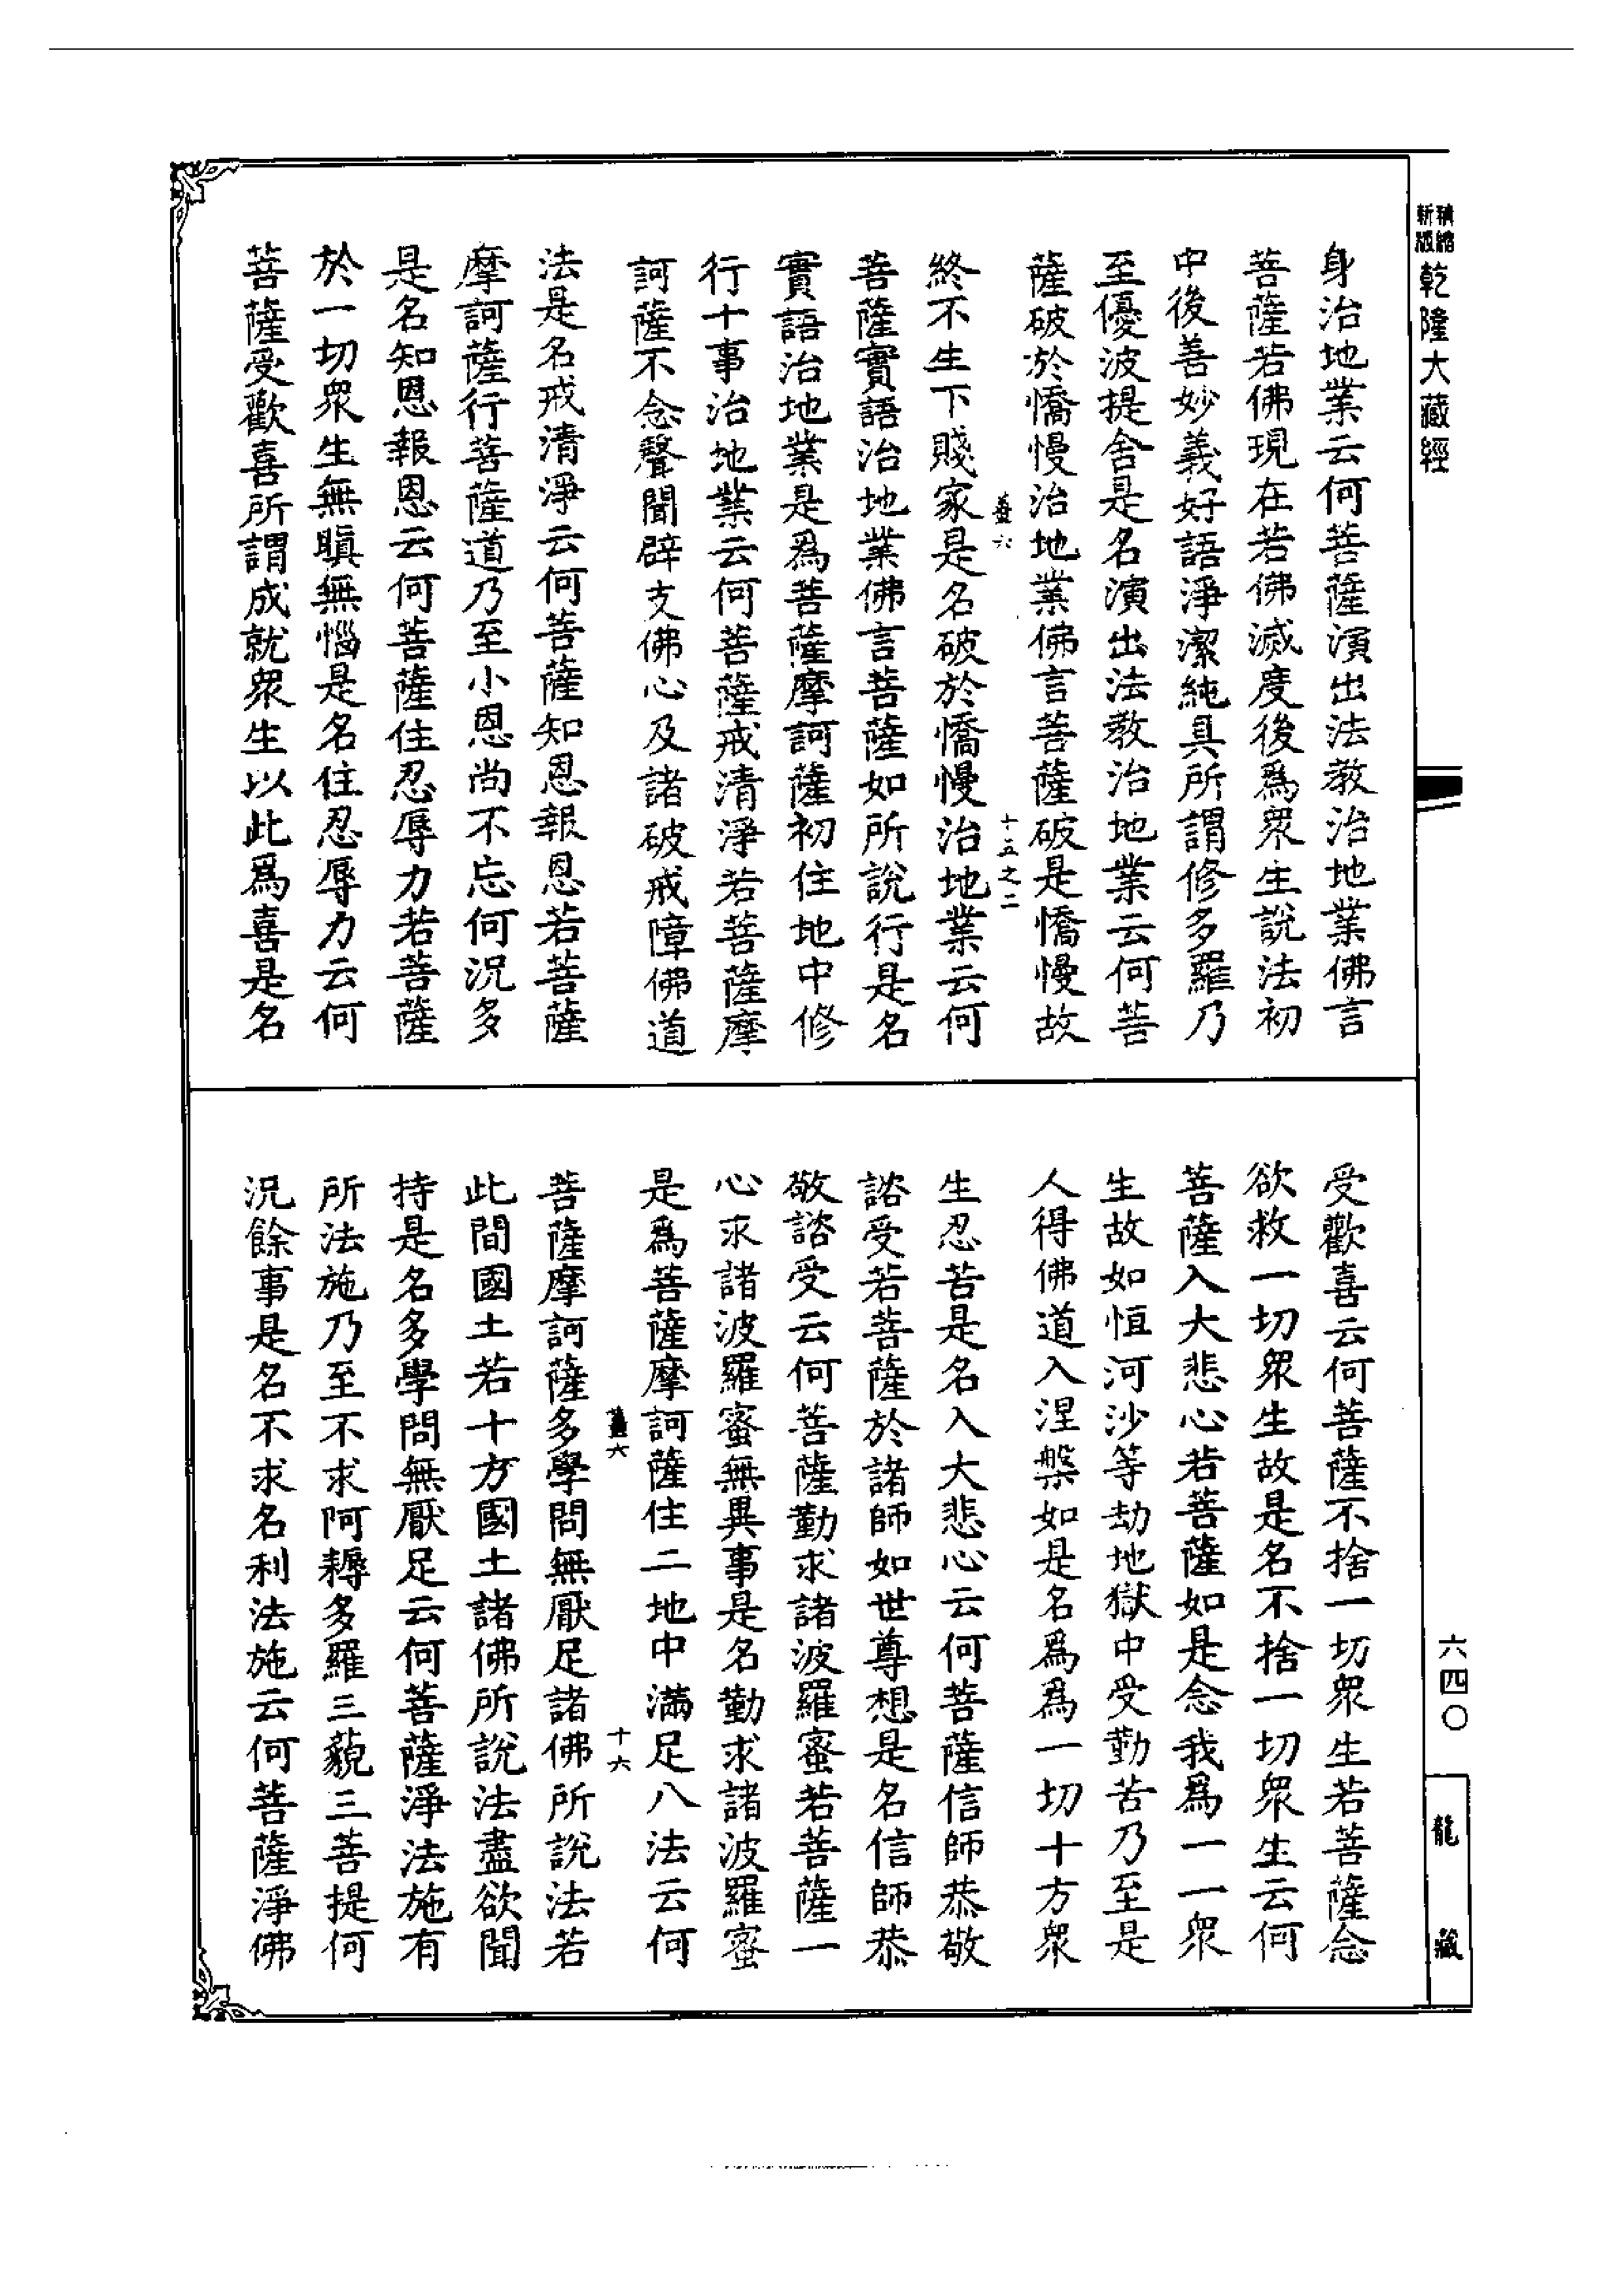 精縮
新版
乾隆大藏經
身治地業云何菩薩演出法教治地業佛言
菩薩若佛現在若佛滅度後爲衆生說法初
中後善妙義好語淨潔純具所謂修多羅乃
至優波提舍是名演出法教治地業云何菩
薩破於憍慢治地業佛言菩薩破是憍慢故
十五之二
終不生下賤家是名破於憍慢治地業云何
菩薩實語治地業佛言菩薩如所說行是名
實語治地業是爲菩薩摩訶薩初住地中修
行十事治地業云何菩薩戒清淨若菩薩摩
訶薩不念聲聞辟支佛心及諸破戒障佛道
法是名戒清淨云何菩薩知恩報恩若菩薩
摩訶薩行菩薩道乃至小恩尚不忘何況多
是名知恩報恩云何菩薩住忍辱力若菩薩
於一切衆生無瞋無惱是名住忍辱力云何
菩薩受歡喜所謂成就衆生以此爲喜是名
受歡喜云何菩薩不捨一切衆生若菩薩念
欲救一切衆生故是名不捨一切衆生云何
菩薩入大悲心若菩薩如是念我爲一一衆
生故如恒河沙等劫地獄中受勤苦乃至是
人得佛道入涅槃如是名爲爲一切十方衆
生忍苦是名入大悲心云何菩薩信師恭敬
諮受若菩薩於諸師如世尊想是名信師恭
敬諮受云何菩薩勤求諸波羅蜜若菩薩一
心求諸波羅蜜無異事是名勤求諸波羅蜜
是爲菩薩摩訶薩住二地中滿足八法云何
十六
菩薩摩訶薩多學問無厭足諸佛所說法若
此間國土若十方國土諸佛所說法盡欲聞
持是名多學問無厭足云何菩薩淨法施有
所法施乃至不求阿耨多羅三藐三菩提何
況餘事是名不求名利法施云何菩薩淨佛
六四〇
龍藏